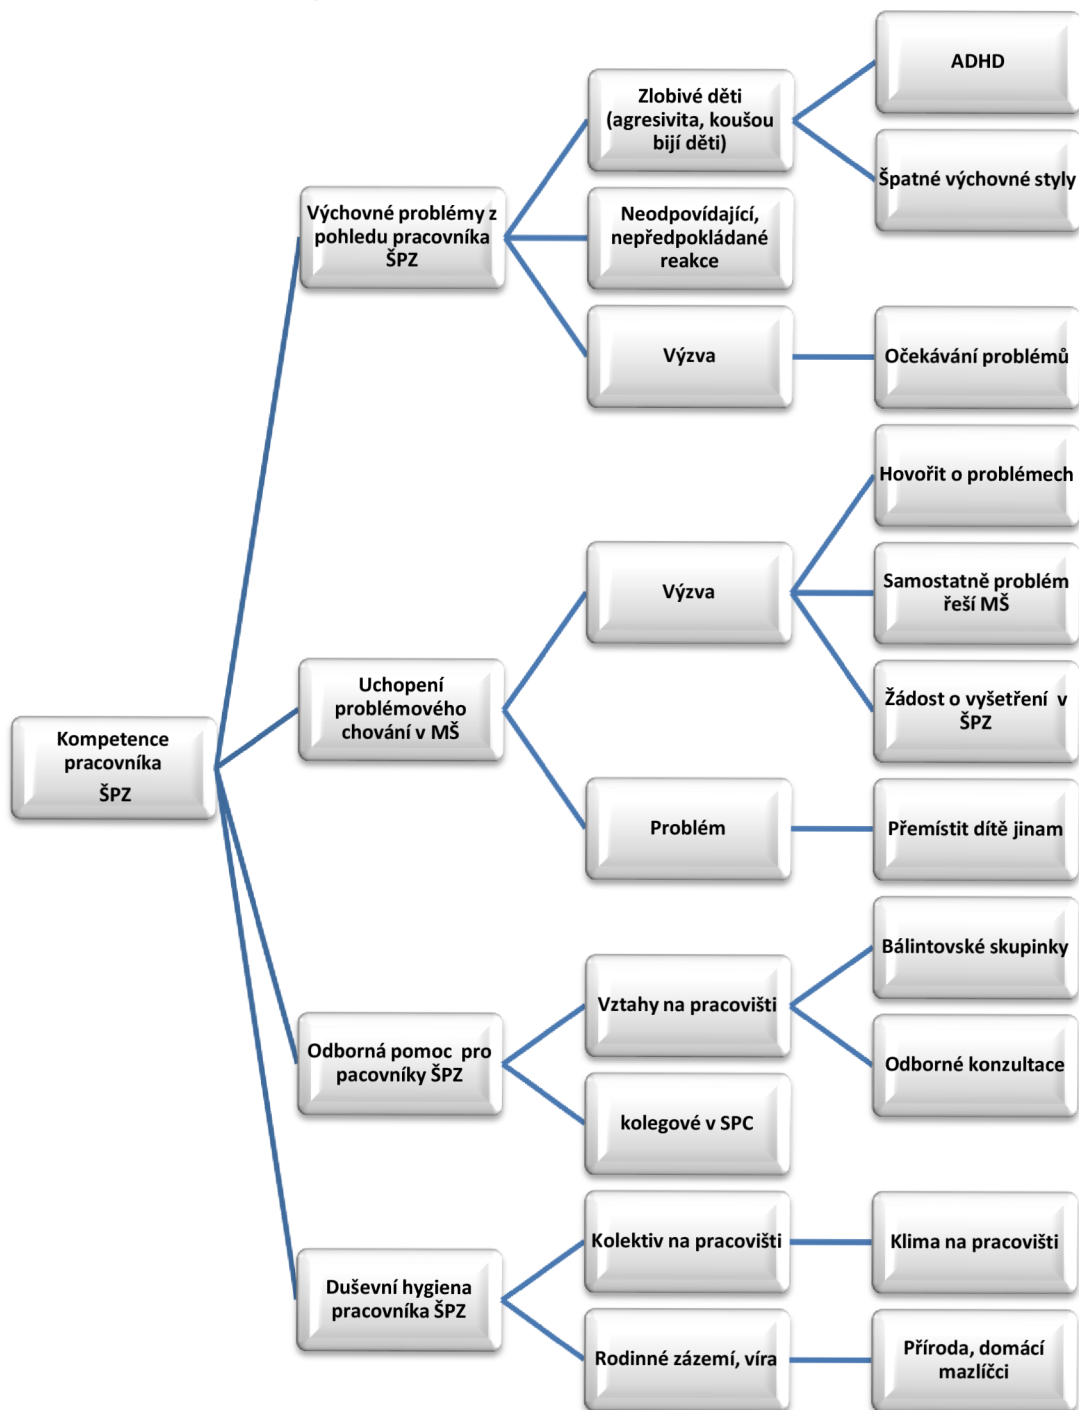 Kompetence
pracovníka
ŠPZ
Výchovné problémy z
pohledu pracovníka
ŠPZ
Zlobivé děti
(agresivita, koušou
bijí děti)
ADHD
Špatné výchovné styly
Neodpovídající,
nepředpokládané
reakce
Výzva
Očekávání problémů
Uchopení
problémového
chování v MŠ
Výzva
Hovořit o problémech
Samostatně problém
řeší MŠ
Žádost o vyšetření v
ŠPZ
Problém
Přemístit dítě jinam
Odborná pomoc pro
pacovníky ŠPZ
Vztahy na pracovišti
Bálintovské skupinky
Odborné konzultace
kolegové v SPC
Duševní hygiena
pracovníka ŠPZ
Kolektiv na pracovišti
Klima na pracovišti
Rodinné zázemí, víra
Příroda, domácí
mazlíčci